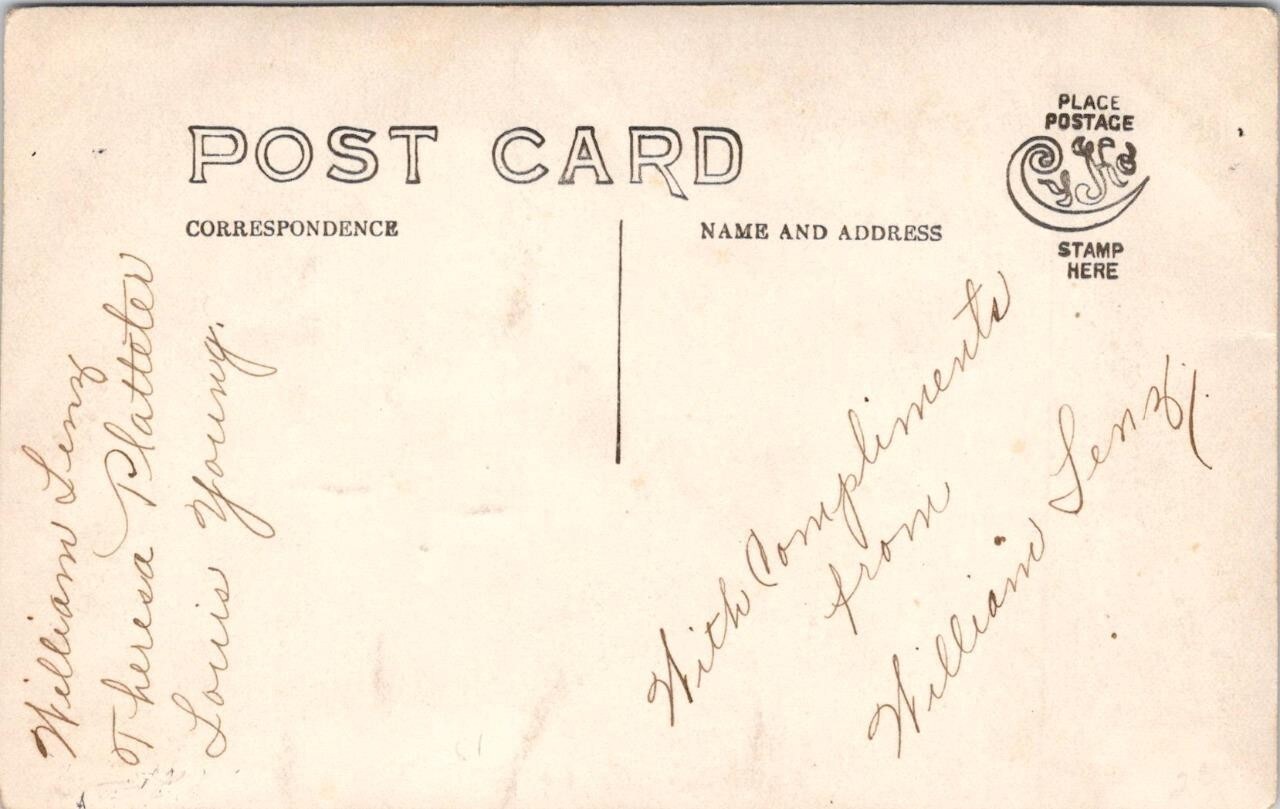 POST CARD
CORRESPONDENCE
NAME AND ADDRESS
PLACE
POSTAGE
STAMP
HERE
William Lenz
Theresa Platteter
Louis Young.
With Compliments
from
William Lenz.